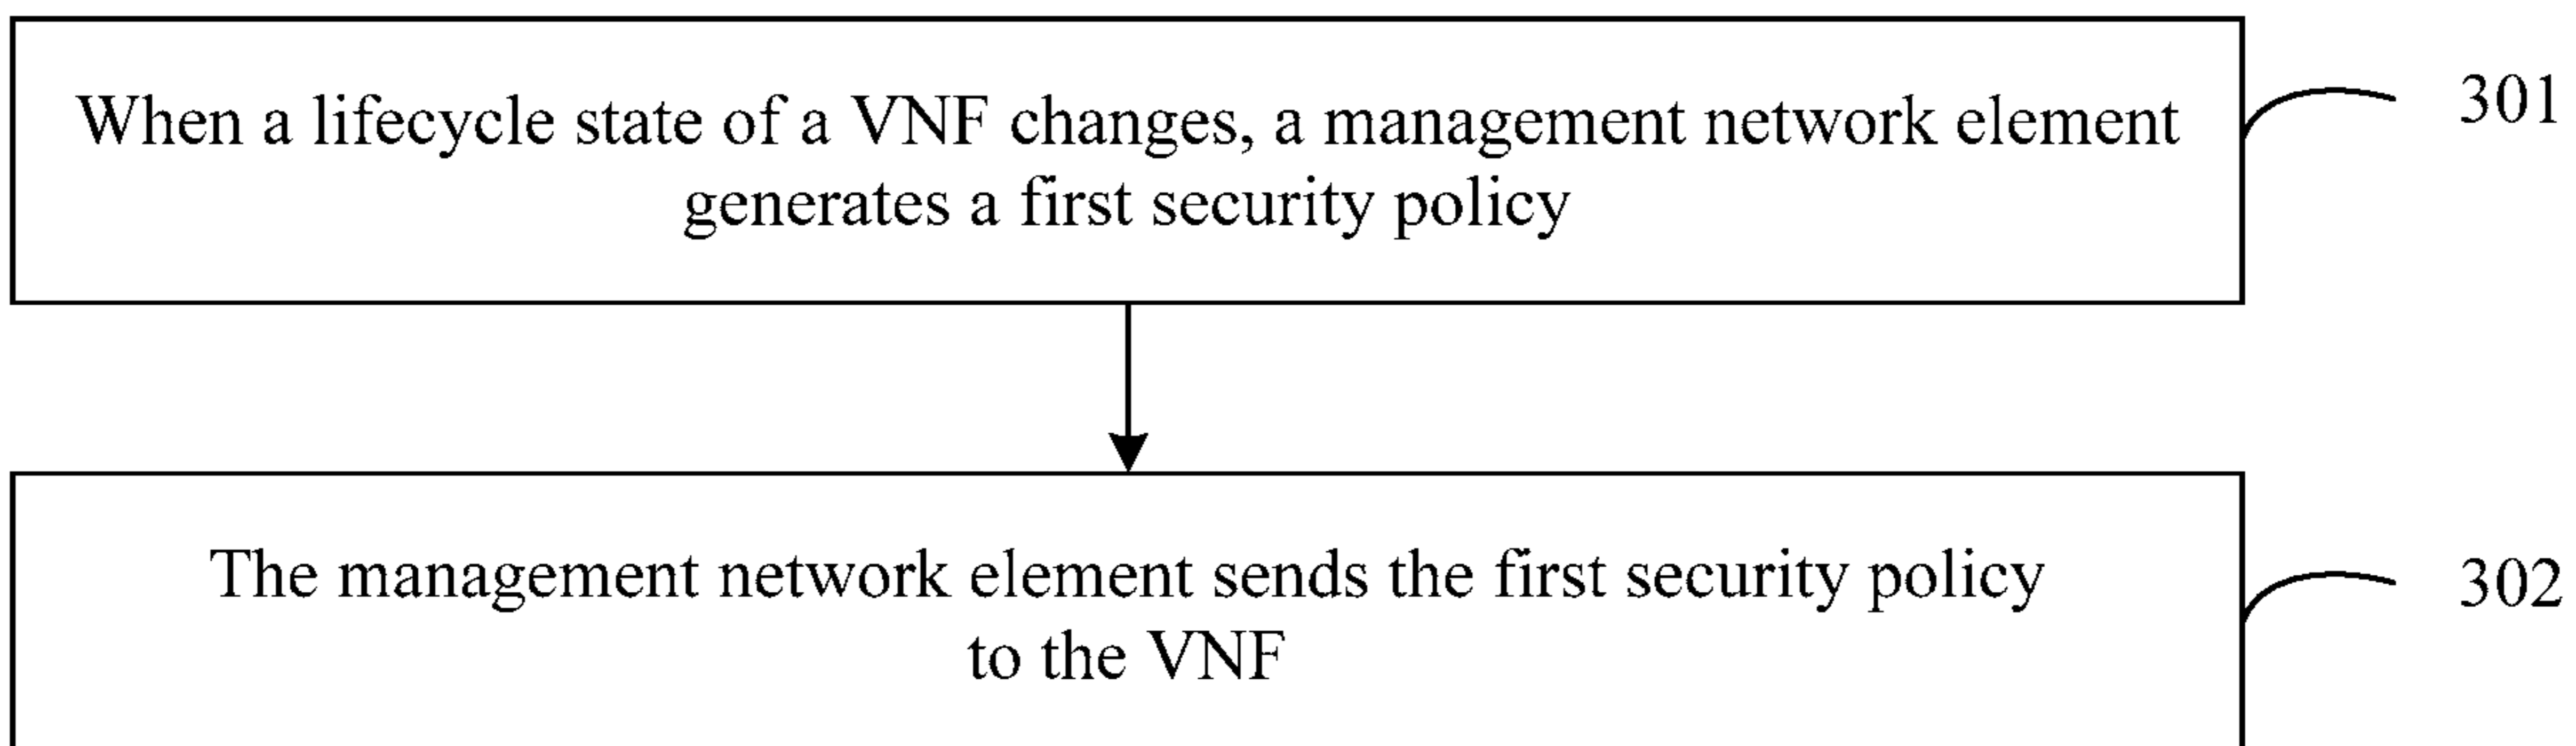 When a lifecycle state of a VNF changes, a management network element
generates a first security policy
301
The management network element sends the first security policy
to the VNF
302